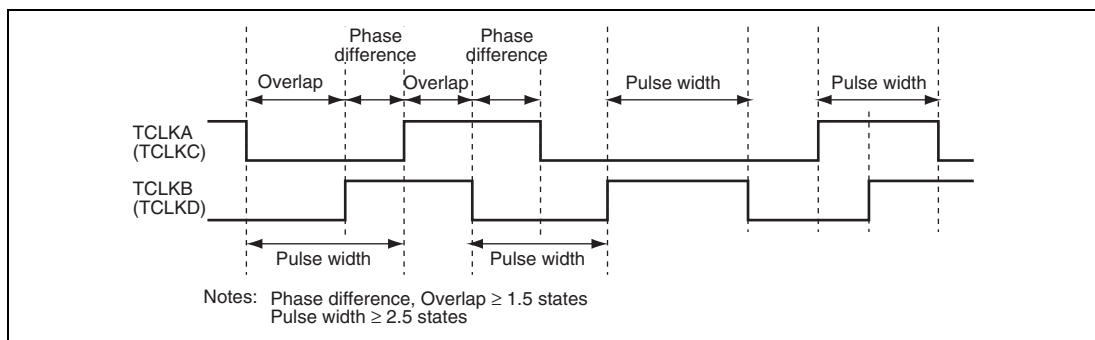 Phase
difference
Phase
difference
Overlap
Overlap
Pulse width
Pulse width
TCLKA
(TCLKC)
TCLKB
(TCLKD)
Pulse width
Pulse width
Notes: Phase difference, Overlap ≥ 1.5 states
Pulse width ≥ 2.5 states